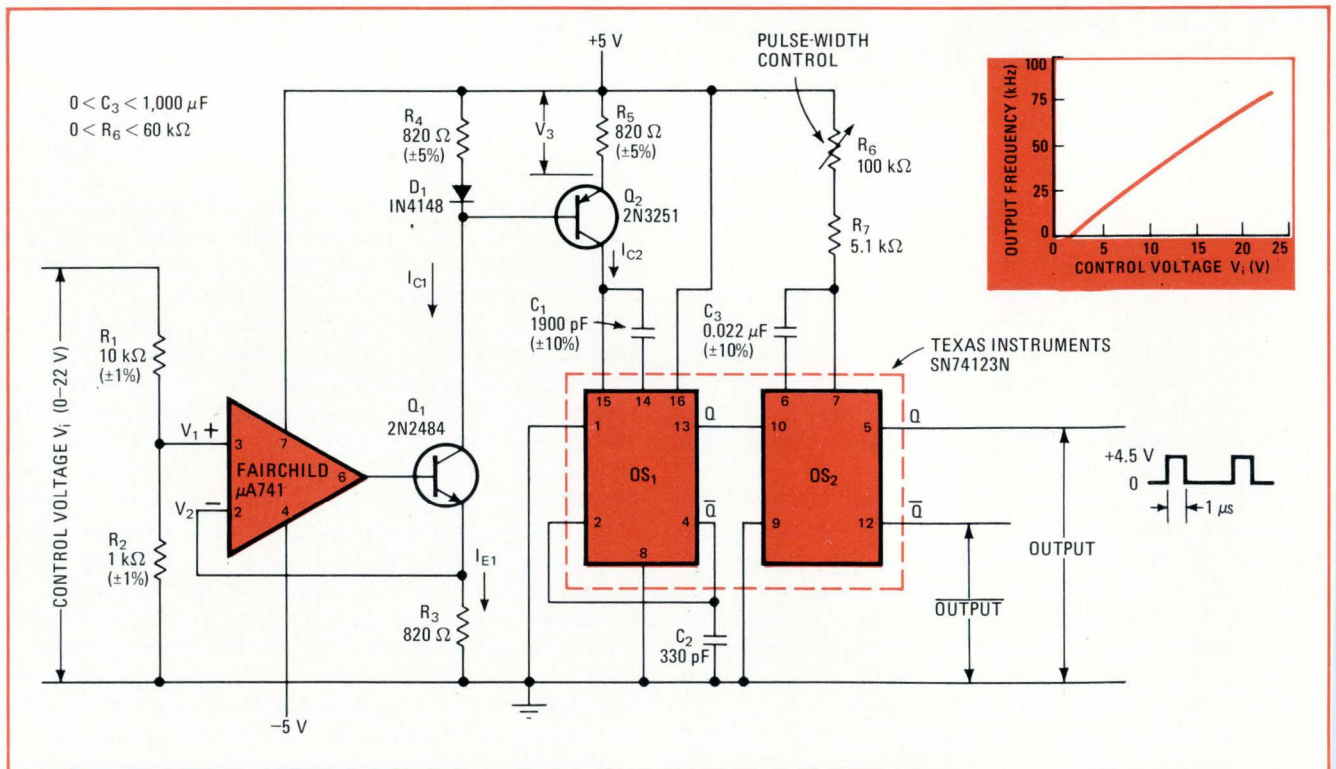 +5 V
PULSE-WIDTH
CONTROL
0 < C3 < 1,000 µF
0 < R6 < 60 kΩ
R4
820 Ω
(±5%)
V3
R5
820 Ω
(±5%)
R6
100 kΩ
D1
IN4148
Q2
2N3251
R7
5.1 kΩ
IC1
IC2
C1
1900 pF
(±10%)
C3
0.022 µF
(±10%)
TEXAS INSTRUMENTS
SN74123N
OUTPUT FREQUENCY (kHz)
100
75
50
25
0
0 5 10 15 20 25
CONTROL VOLTAGE Vi (V)
CONTROL VOLTAGE Vi (0–22 V)
R1
10 kΩ
(±1%)
V1 +
3
7
FAIRCHILD
µA741
6
V2 −
2
4
R2
1 kΩ
(±1%)
Q1
2N2484
IE1
R3
820 Ω
−5 V
15 14 16
1 13 Q
OS1
2 4 Q̅
8
C2
330 pF
6 7
10 5 Q
OS2
9 12 Q̅
+4.5 V
0
1 µs
OUTPUT
O̅U̅T̅P̅U̅T̅